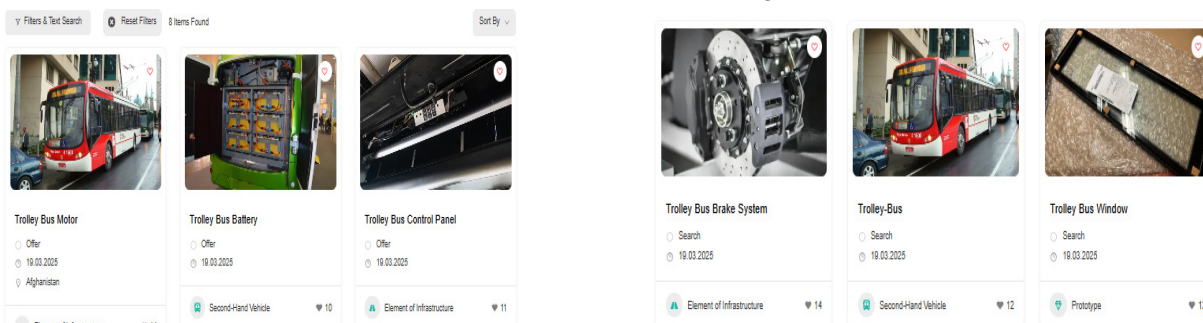 Filters & Text Search
Reset Filters
8 Items Found
Sort By
Trolley Bus Motor
Offer
19.03.2025
Afghanistan
Trolley Bus Battery
Offer
19.03.2025
Second-Hand Vehicle
10
Trolley Bus Control Panel
Offer
19.03.2025
Element of Infrastructure
11
Trolley Bus Brake System
Search
19.03.2025
Element of Infrastructure
14
Trolley-Bus
Search
19.03.2025
Second-Hand Vehicle
12
Trolley Bus Window
Search
19.03.2025
Prototype